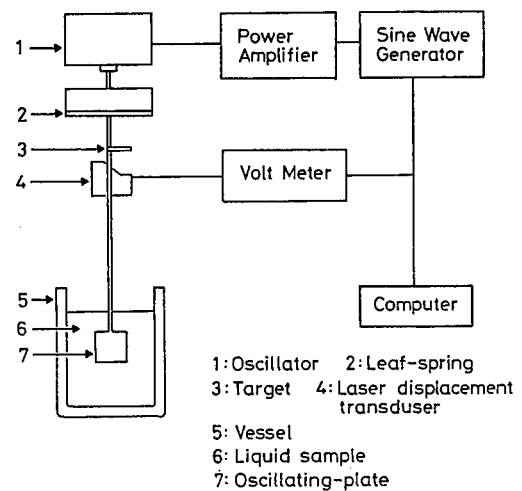 1
Power
Amplifier
Sine Wave
Generator
2
3
4
Volt Meter
5
6
7
Computer
1:Oscillator 2:Leaf-spring
3:Target 4:Laser displacement
transduser
5: Vessel
6: Liquid sample
7: Oscillating-plate